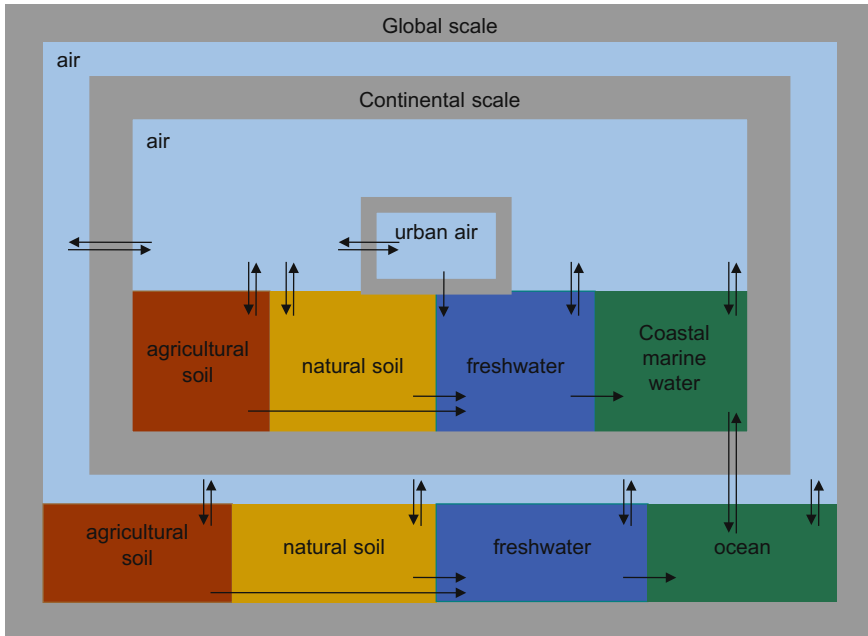 Global scale
air
Continental scale
air
urban air
agricultural
soil
natural soil
freshwater
Coastal
marine
water
agricultural
soil
natural soil
freshwater
ocean